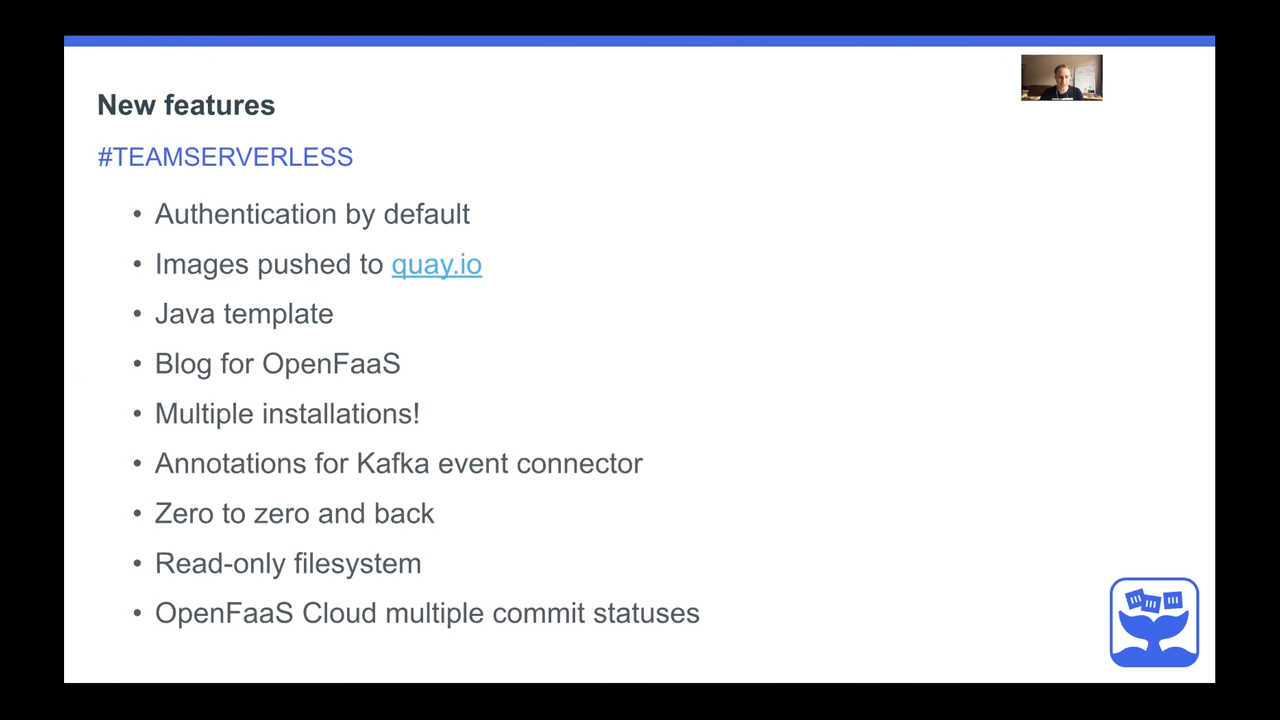 New features
#TEAMSERVERLESS
• Authentication by default
• Images pushed to quay.io
• Java template
• Blog for OpenFaaS
• Multiple installations!
• Annotations for Kafka event connector
• Zero to zero and back
• Read-only filesystem
• OpenFaaS Cloud multiple commit statuses